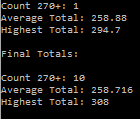 Count 270+: 1
Average Total: 258.88
Highest Total: 294.7
Final Totals:
Count 270+: 10
Average Total: 258.716
Highest Total: 308